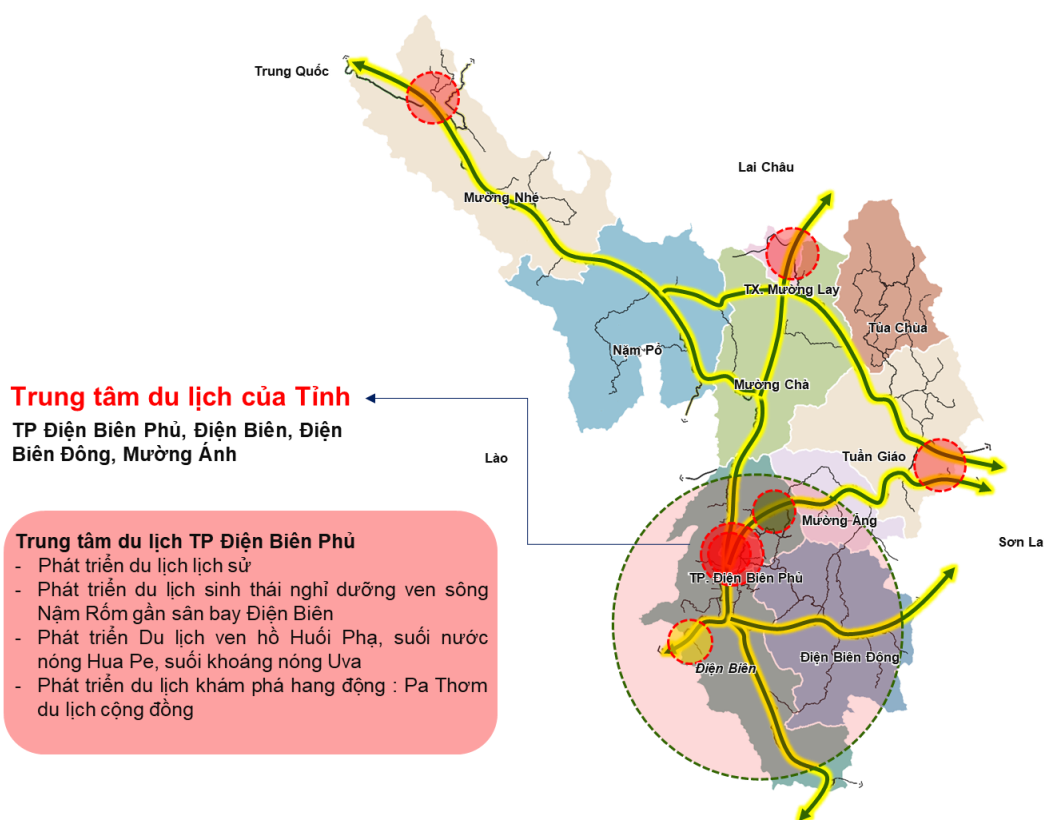 Trung Quốc
Lai Châu
Mường Nhé
TX. Mường Lay
Tủa Chùa
Nậm Pồ
Mường Chà
Trung tâm du lịch của Tỉnh
TP Điện Biên Phủ, Điện Biên, Điện
Biên Đông, Mường Ánh
Lào
Tuần Giáo
Mường Ảng
Sơn La
TP. Điện Biên Phủ
Điện Biên Đông
Điện Biên
Trung tâm du lịch TP Điện Biên Phủ
- Phát triển du lịch lịch sử
- Phát triển du lịch sinh thái nghỉ dưỡng ven sông
Nậm Rốm gần sân bay Điện Biên
- Phát triển Du lịch ven hồ Huối Phạ, suối nước
nóng Hua Pe, suối khoáng nóng Uva
- Phát triển du lịch khám phá hang động : Pa Thơm
du lịch cộng đồng